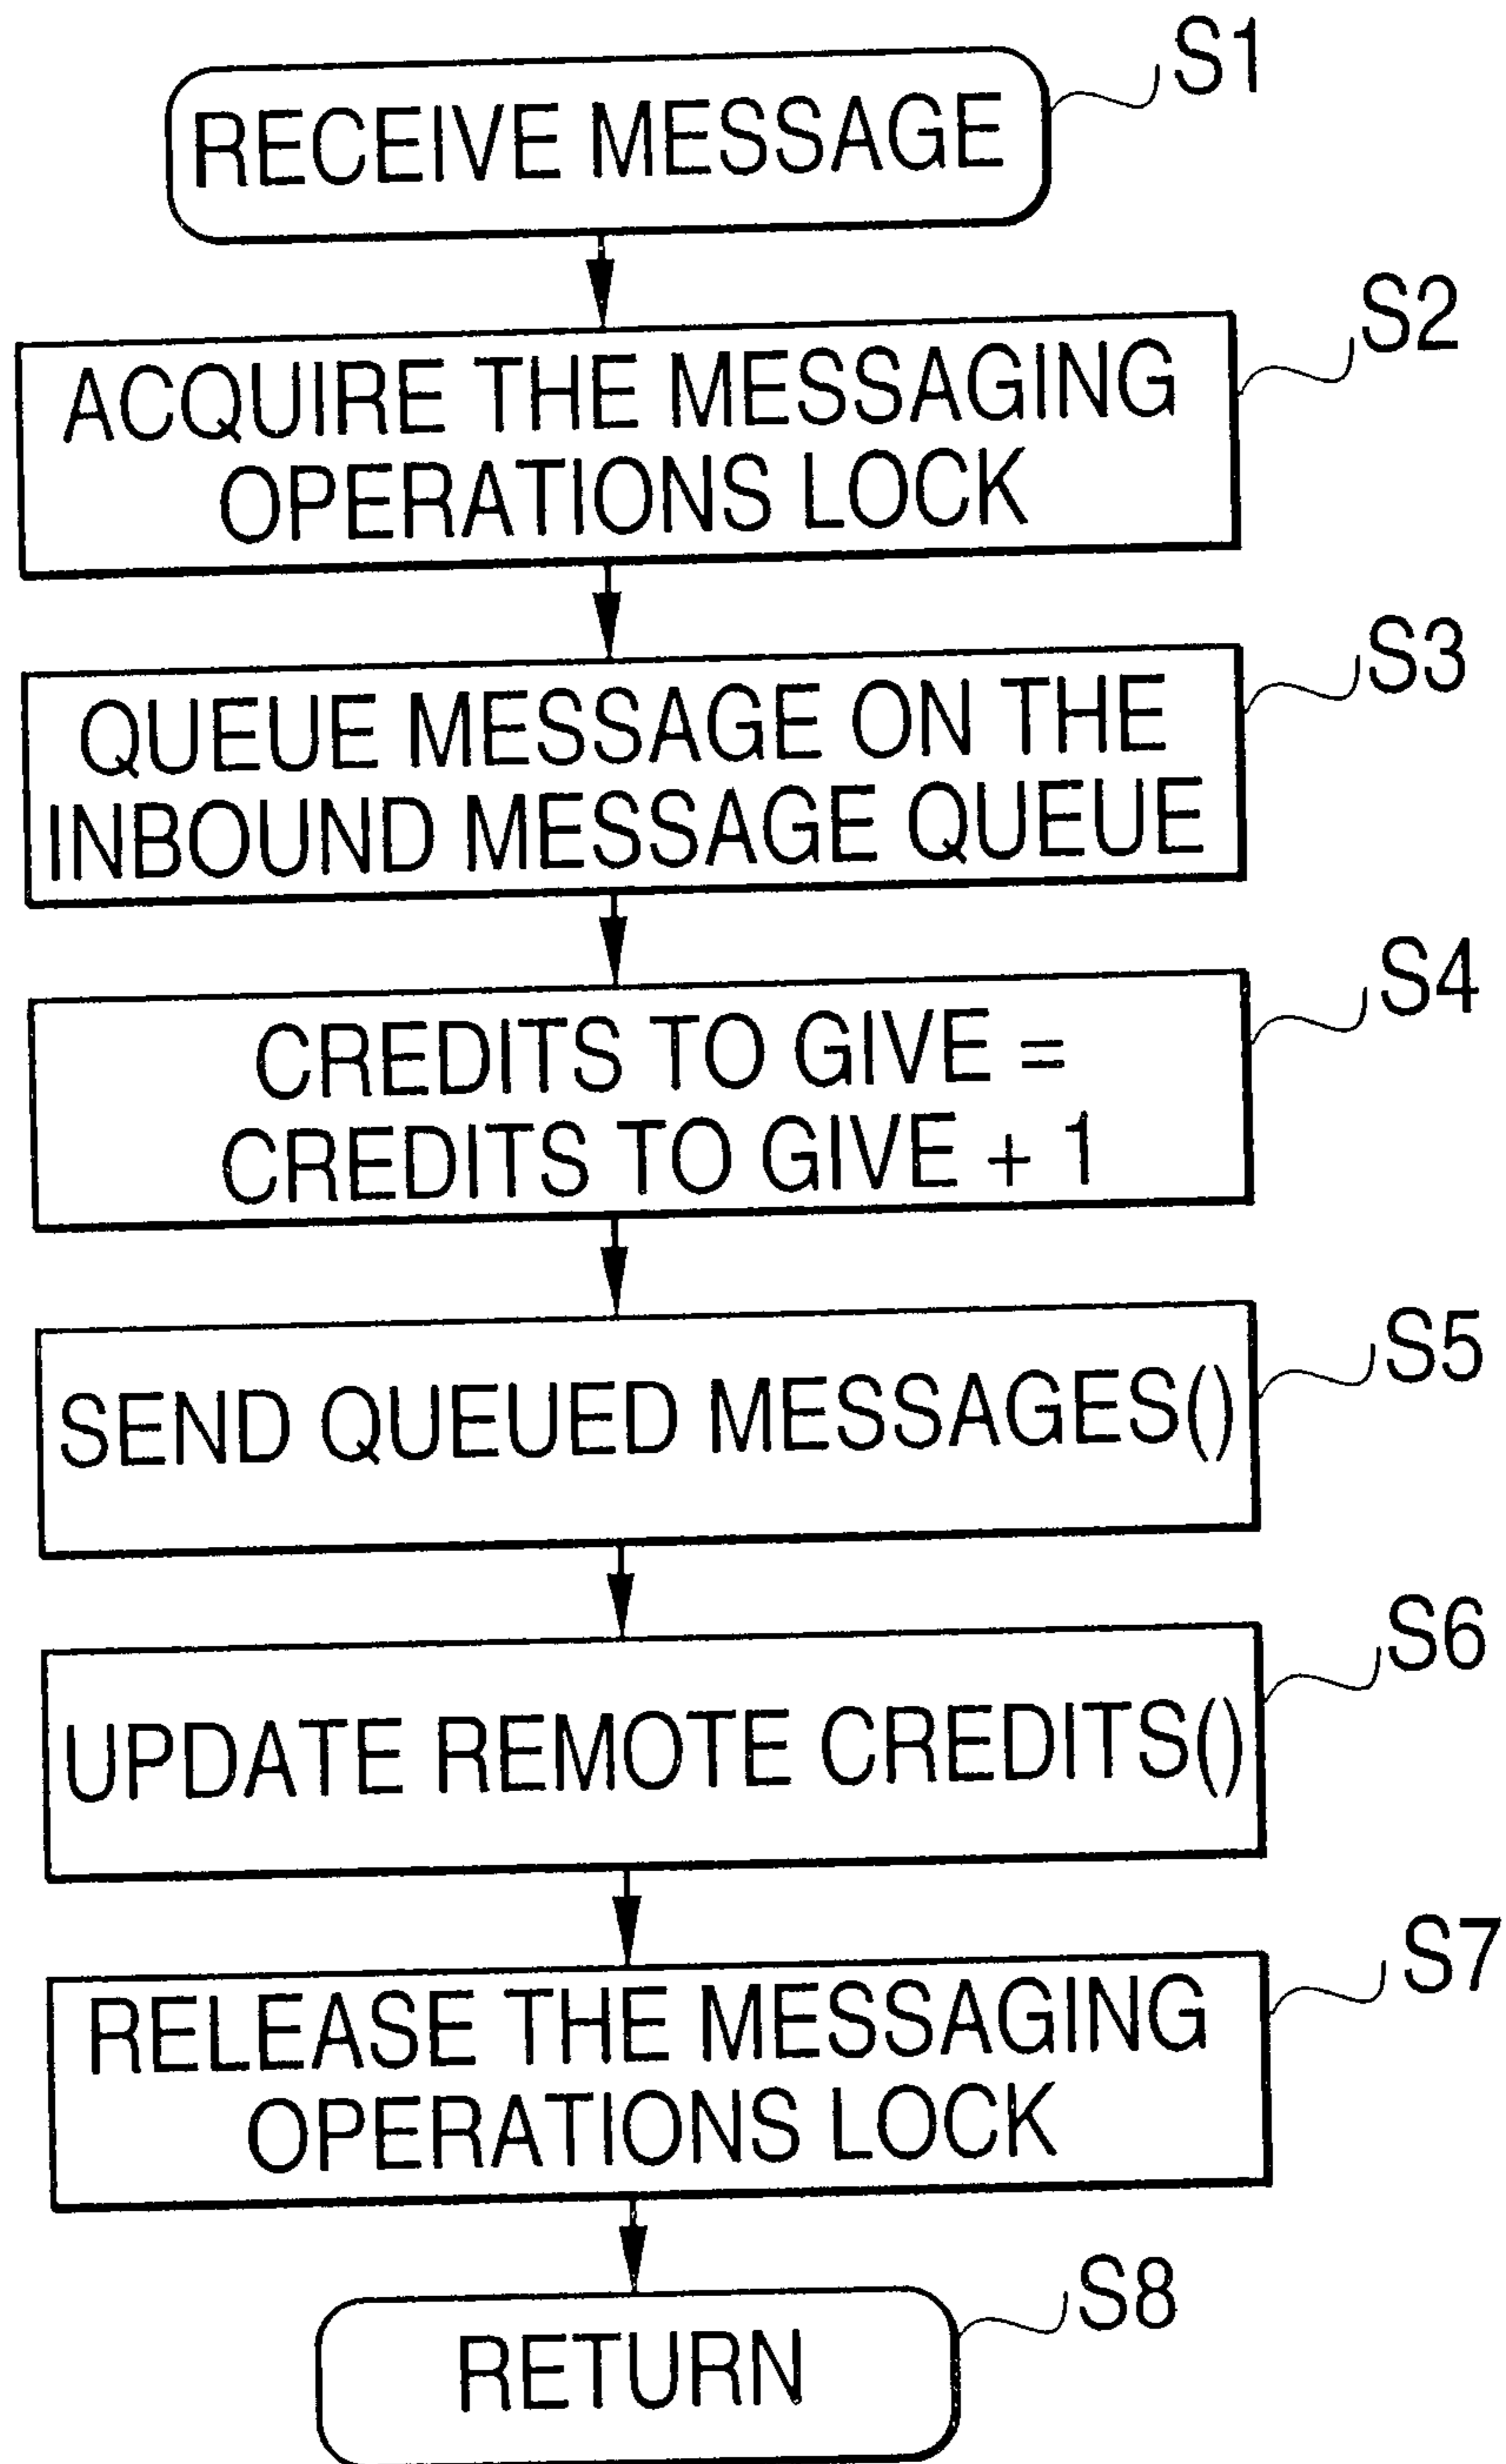 S1
RECEIVE MESSAGE
S2
ACQUIRE THE MESSAGING
OPERATIONS LOCK
S3
QUEUE MESSAGE ON THE
INBOUND MESSAGE QUEUE
S4
CREDITS TO GIVE =
CREDITS TO GIVE + 1
S5
SEND QUEUED MESSAGES()
S6
UPDATE REMOTE CREDITS()
S7
RELEASE THE MESSAGING
OPERATIONS LOCK
S8
RETURN